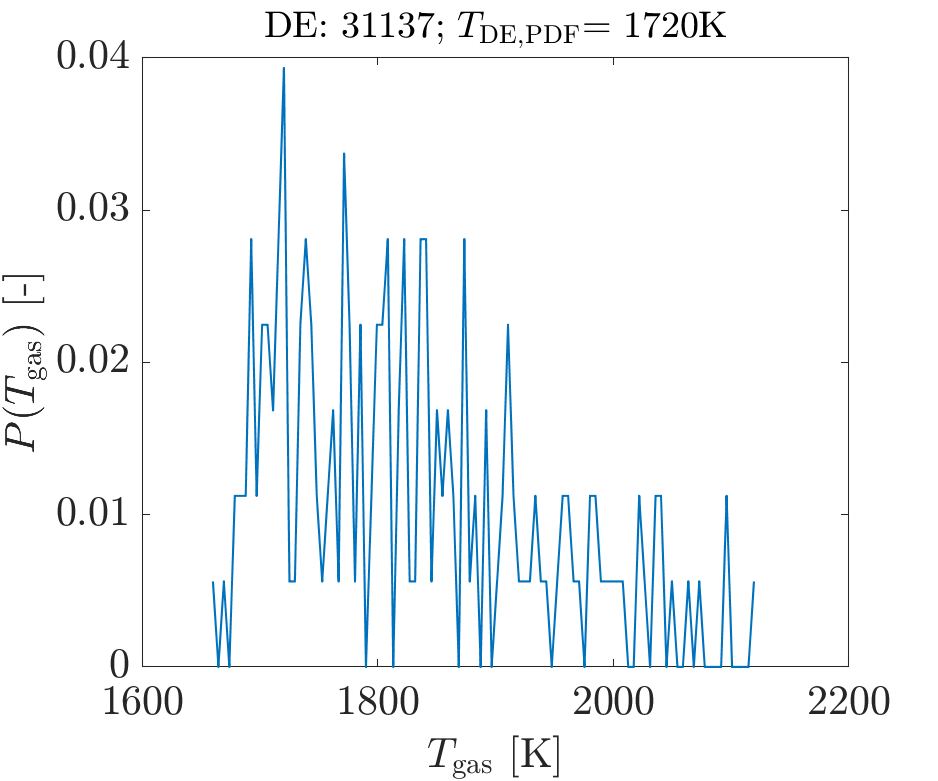 DE: 31137; T_DE,PDF= 1720K
0.04
0.03
0.02
0.01
0
P(T_gas) [-]
1600 1800 2000 2200
T_gas [K]